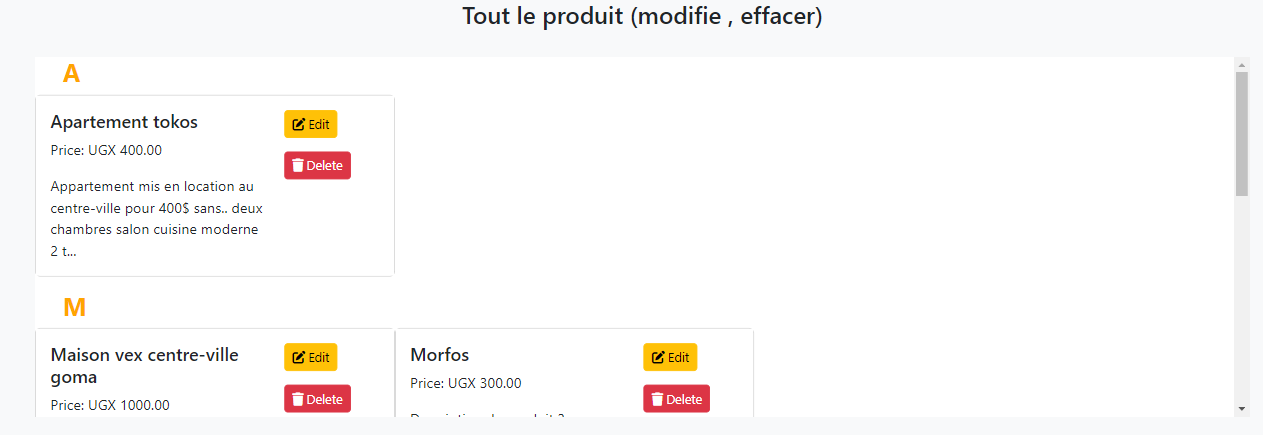 Tout le produit (modifie , effacer)
A
Apartement tokos
Edit
Price: UGX 400.00
Delete
Appartement mis en location au
centre-ville pour 400$ sans.. deux
chambres salon cuisine moderne
2 t...
M
Maison vex centre-ville
goma
Edit
Price: UGX 1000.00
Delete
Morfos
Edit
Price: UGX 300.00
Delete